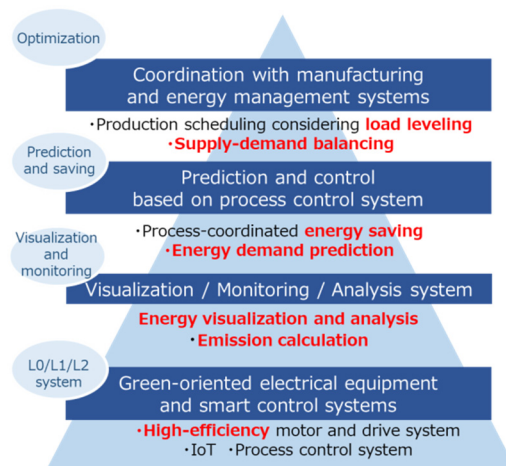 Optimization
Coordination with manufacturing
and energy management systems
・Production scheduling considering load leveling
・Supply-demand balancing
Prediction
and saving
Prediction and control
based on process control system
・Process-coordinated energy saving
・Energy demand prediction
Visualization
and
monitoring
Visualization / Monitoring / Analysis system
Energy visualization and analysis
・Emission calculation
L0/L1/L2
system
Green-oriented electrical equipment
and smart control systems
・High-efficiency motor and drive system
・IoT ・Process control system